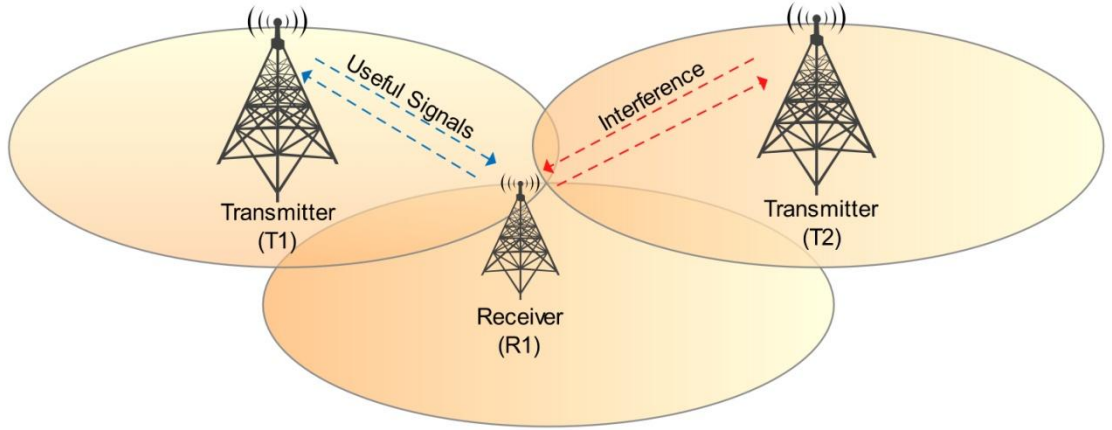 Useful Signals
Interference
Transmitter
(T1)
Transmitter
(T2)
Receiver
(R1)